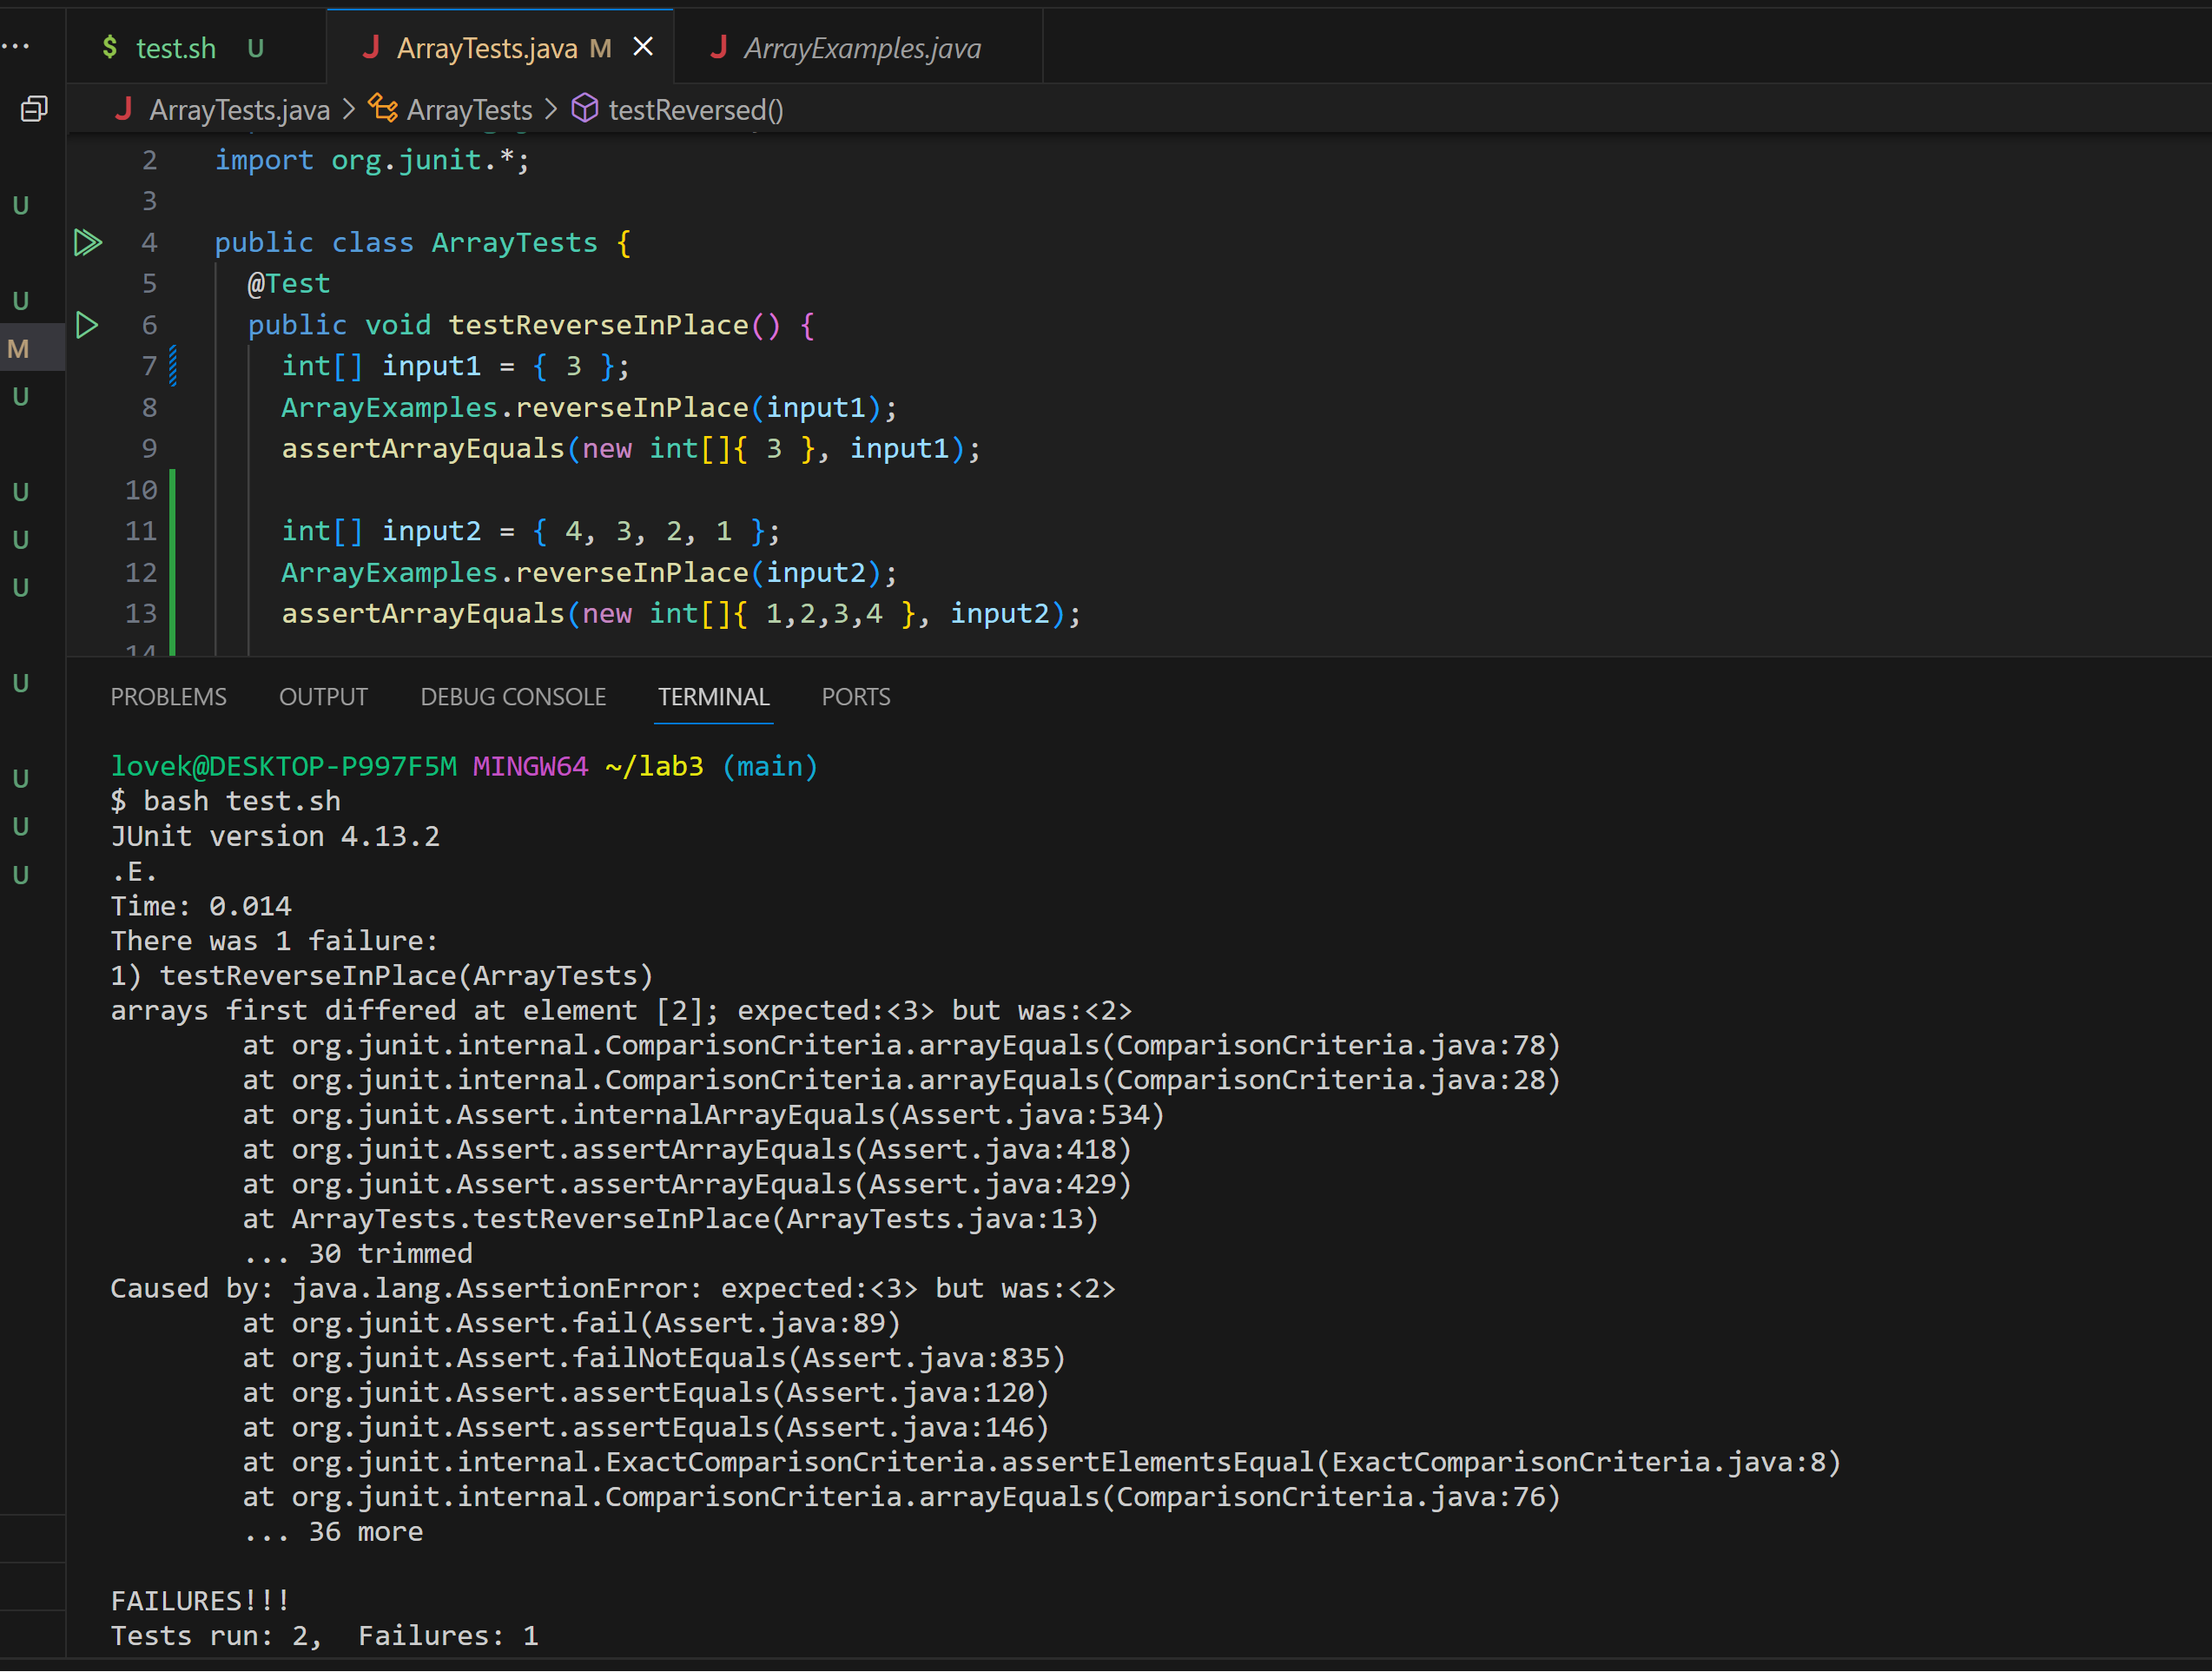 ...
$ test.sh U
J ArrayTests.java M ×
J ArrayExamples.java
J ArrayTests.java > ArrayTests > testReversed()
2 import org.junit.*;
3
4 public class ArrayTests {
5 @Test
6 public void testReverseInPlace() {
7 int[] input1 = { 3 };
8 ArrayExamples.reverseInPlace(input1);
9 assertArrayEquals(new int[]{ 3 }, input1);
10
11 int[] input2 = { 4, 3, 2, 1 };
12 ArrayExamples.reverseInPlace(input2);
13 assertArrayEquals(new int[]{ 1,2,3,4 }, input2);
14
U
U
M
U
U
U
U
U
U
U
U
PROBLEMS OUTPUT DEBUG CONSOLE TERMINAL PORTS
lovek@DESKTOP-P997F5M MINGW64 ~/lab3 (main)
$ bash test.sh
JUnit version 4.13.2
.E.
Time: 0.014
There was 1 failure:
1) testReverseInPlace(ArrayTests)
arrays first differed at element [2]; expected:<3> but was:<2>
at org.junit.internal.ComparisonCriteria.arrayEquals(ComparisonCriteria.java:78)
at org.junit.internal.ComparisonCriteria.arrayEquals(ComparisonCriteria.java:28)
at org.junit.Assert.internalArrayEquals(Assert.java:534)
at org.junit.Assert.assertArrayEquals(Assert.java:418)
at org.junit.Assert.assertArrayEquals(Assert.java:429)
at ArrayTests.testReverseInPlace(ArrayTests.java:13)
... 30 trimmed
Caused by: java.lang.AssertionError: expected:<3> but was:<2>
at org.junit.Assert.fail(Assert.java:89)
at org.junit.Assert.failNotEquals(Assert.java:835)
at org.junit.Assert.assertEquals(Assert.java:120)
at org.junit.Assert.assertEquals(Assert.java:146)
at org.junit.internal.ExactComparisonCriteria.assertElementsEqual(ExactComparisonCriteria.java:8)
at org.junit.internal.ComparisonCriteria.arrayEquals(ComparisonCriteria.java:76)
... 36 more
FAILURES!!!
Tests run: 2,  Failures: 1